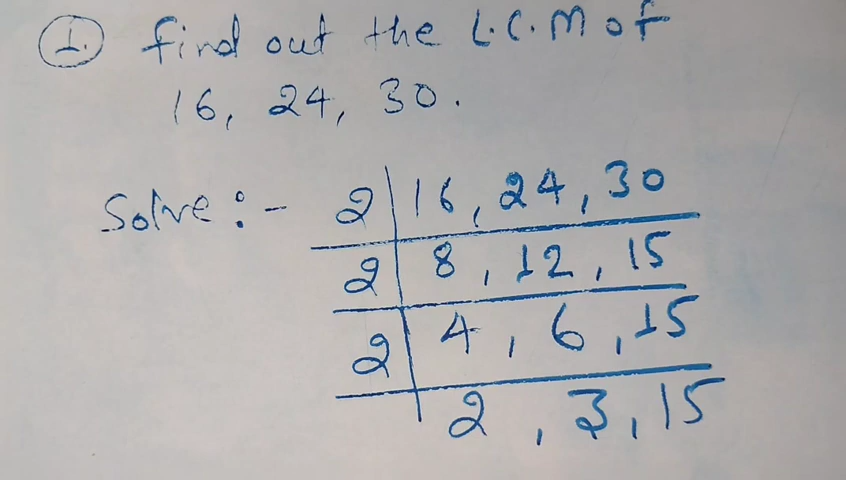 1. find out the L.C.M of
16, 24, 30.
Solve :- 2 16, 24, 30
2 8, 12, 15
2 4, 6, 15
2, 3, 15